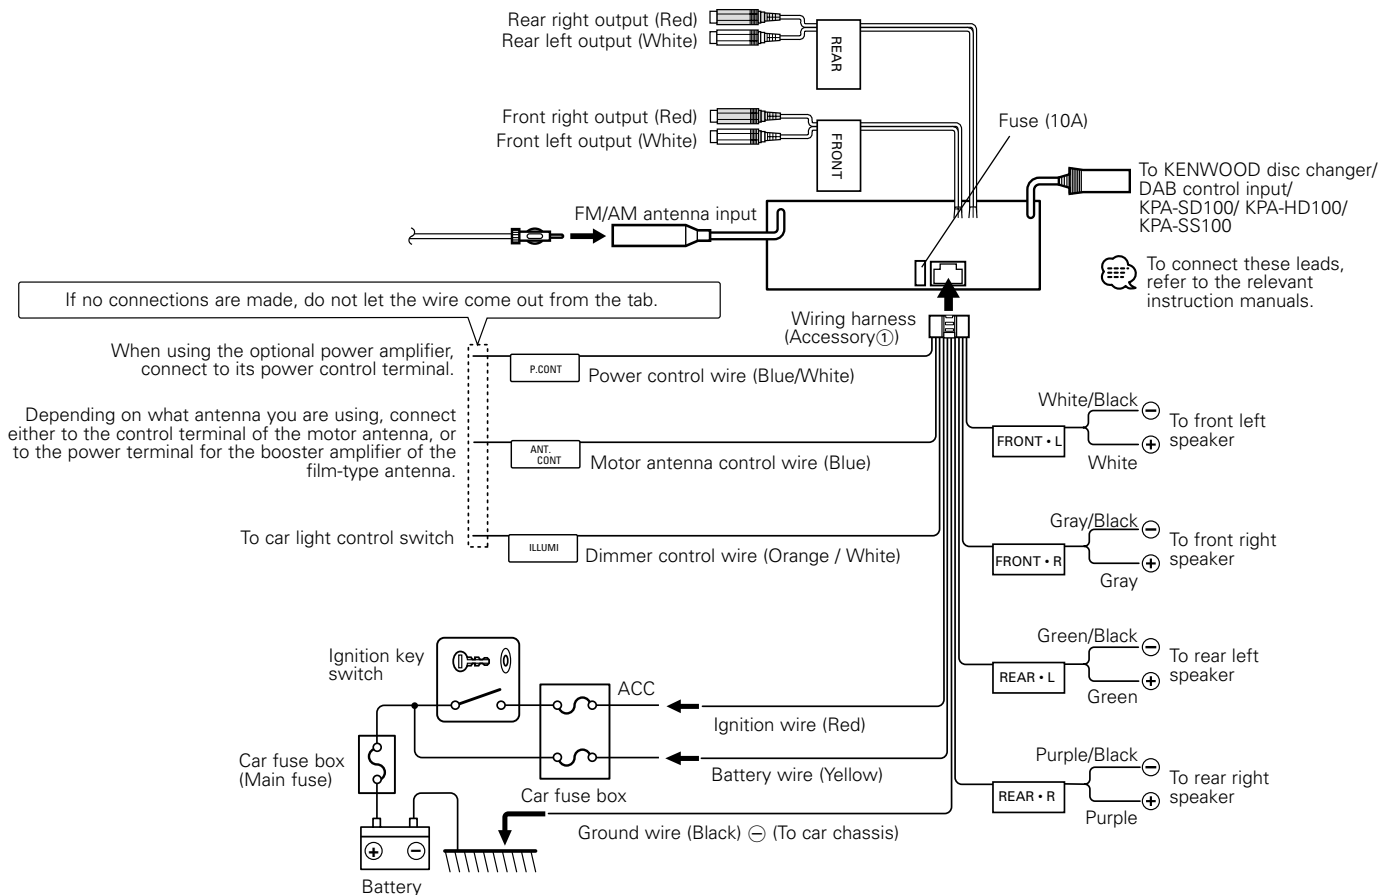 Rear right output (Red)
Rear left output (White)
REAR
Front right output (Red)
Front left output (White)
FRONT
Fuse (10A)
To KENWOOD disc changer/
DAB control input/
KPA-SD100/ KPA-HD100/
KPA-SS100
FM/AM antenna input
To connect these leads,
refer to the relevant
instruction manuals.
If no connections are made, do not let the wire come out from the tab.
Wiring harness
(Accessory①)
When using the optional power amplifier,
connect to its power control terminal.
P.CONT
Power control wire (Blue/White)
Depending on what antenna you are using, connect
either to the control terminal of the motor antenna, or
to the power terminal for the booster amplifier of the
film-type antenna.
ANT.
CONT
Motor antenna control wire (Blue)
To car light control switch
ILLUMI
Dimmer control wire (Orange / White)
White/Black
⊖
To front left
speaker
FRONT • L
⊕
White
Gray/Black
⊖
To front right
speaker
FRONT • R
⊕
Gray
Green/Black
⊖
To rear left
speaker
REAR • L
⊕
Green
Purple/Black
⊖
To rear right
speaker
REAR • R
⊕
Purple
Ignition key
switch
ACC
Ignition wire (Red)
Car fuse box
(Main fuse)
Battery wire (Yellow)
Car fuse box
Ground wire (Black) ⊖ (To car chassis)
⊕ ⊖
Battery